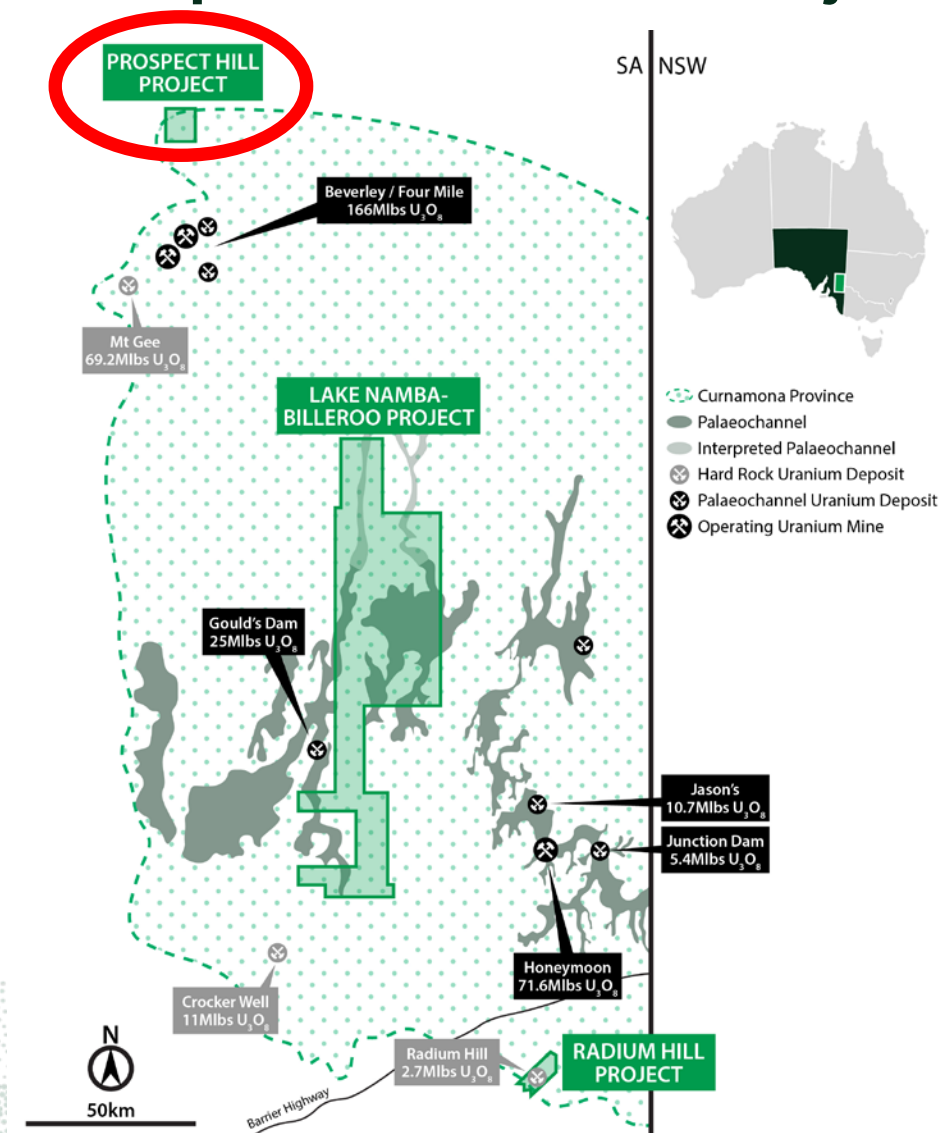 PROSPECT HILL
PROJECT
SA
NSW
Beverley / Four Mile
166Mlbs U₃O₈
Mt Gee
69.2Mlbs U₃O₈
LAKE NAMBA-
BILLEROO PROJECT
Curnamona Province
Palaeochannel
Interpreted Palaeochannel
Hard Rock Uranium Deposit
Palaeochannel Uranium Deposit
Operating Uranium Mine
Gould's Dam
25Mlbs U₃O₈
Jason's
10.7Mlbs U₃O₈
Junction Dam
5.4Mlbs U₃O₈
Honeymoon
71.6Mlbs U₃O₈
Crocker Well
11Mlbs U₃O₈
Radium Hill
2.7Mlbs U₃O₈
RADIUM HILL
PROJECT
Barrier Highway
N
50km